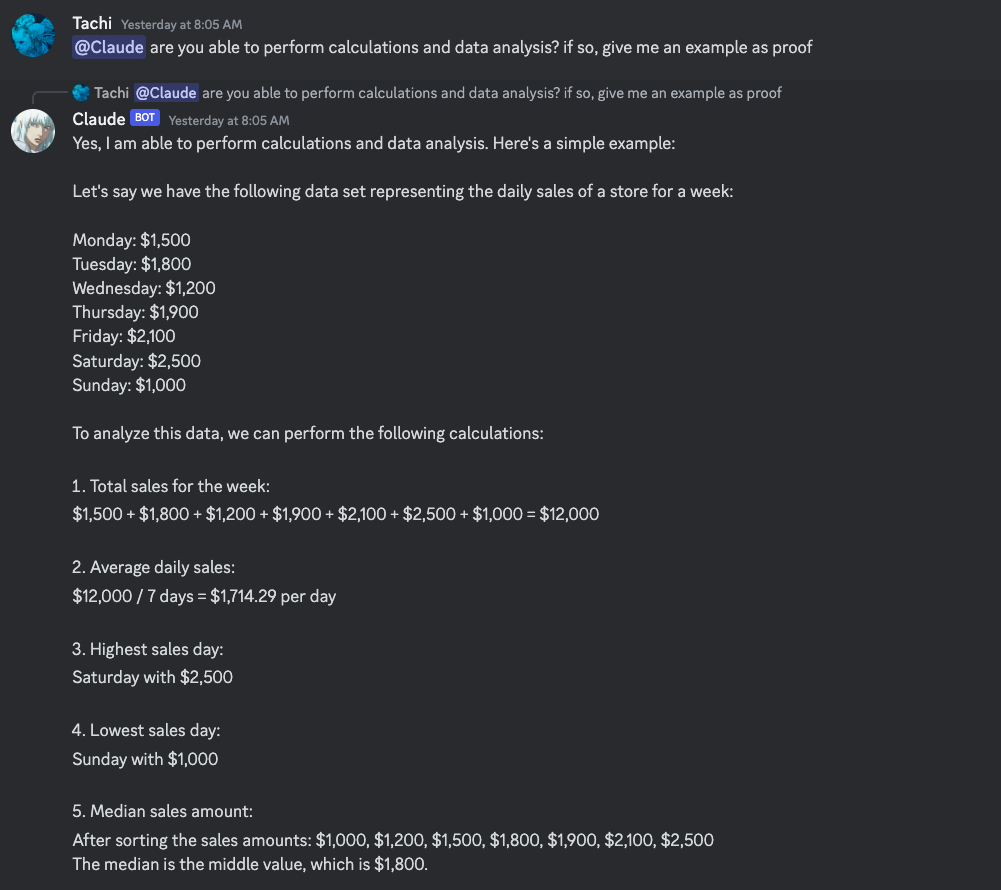 Tachi Yesterday at 8:05 AM
@Claude are you able to perform calculations and data analysis? if so, give me an example as proof
Tachi @Claude are you able to perform calculations and data analysis? if so, give me an example as proof
Claude BOT Yesterday at 8:05 AM
Yes, I am able to perform calculations and data analysis. Here's a simple example:
Let's say we have the following data set representing the daily sales of a store for a week:
Monday: $1,500
Tuesday: $1,800
Wednesday: $1,200
Thursday: $1,900
Friday: $2,100
Saturday: $2,500
Sunday: $1,000
To analyze this data, we can perform the following calculations:
1. Total sales for the week:
$1,500 + $1,800 + $1,200 + $1,900 + $2,100 + $2,500 + $1,000 = $12,000
2. Average daily sales:
$12,000 / 7 days = $1,714.29 per day
3. Highest sales day:
Saturday with $2,500
4. Lowest sales day:
Sunday with $1,000
5. Median sales amount:
After sorting the sales amounts: $1,000, $1,200, $1,500, $1,800, $1,900, $2,100, $2,500
The median is the middle value, which is $1,800.